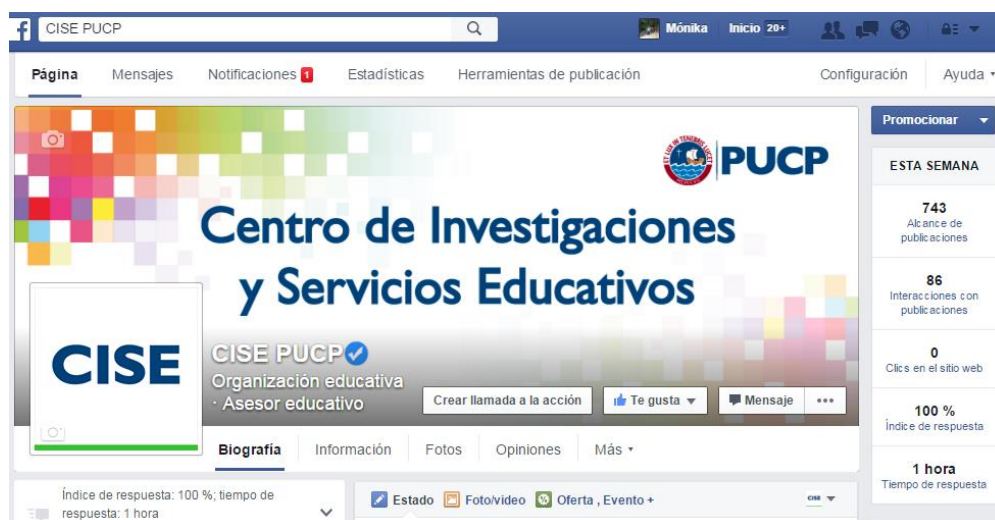 CISE PUCP
Mónika Inicio 20+
Página Mensajes Notificaciones 1 Estadísticas Herramientas de publicación Configuración Ayuda
PUCP
Centro de Investigaciones
y Servicios Educativos
CISE
CISE PUCP
Organización educativa
· Asesor educativo
Crear llamada a la acción Te gusta Mensaje
Biografía Información Fotos Opiniones Más
Promocionar
ESTA SEMANA
743
Alcance de
publicaciones
86
Interacciones con
publicaciones
0
Clics en el sitio web
100 %
Índice de respuesta
1 hora
Tiempo de respuesta
Índice de respuesta: 100 %; tiempo de
respuesta: 1 hora
Estado Foto/video Oferta , Evento + CISE